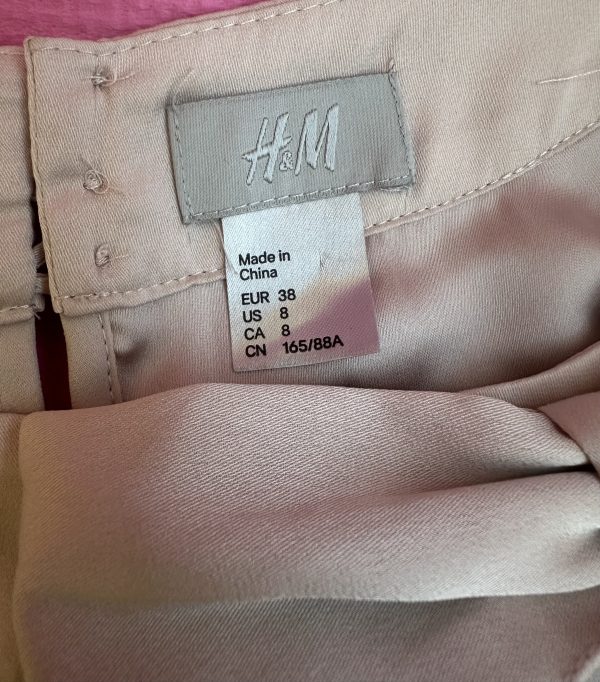 H&M
Made in
China
EUR 38
US 8
CA 8
CN 165/88A